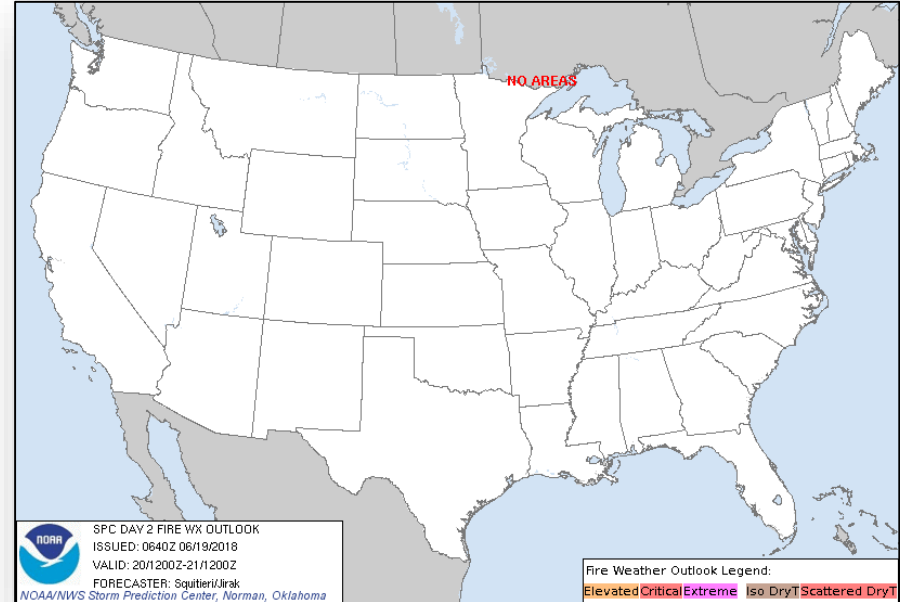 NO AREAS
SPC DAY 2 FIRE WX OUTLOOK
ISSUED: 0640Z 06/19/2018
VALID: 20/1200Z-21/1200Z
FORECASTER: Squitieri/Jirak
NOAA/NWS Storm Prediction Center, Norman, Oklahoma
NOAA
Fire Weather Outlook Legend:
Elevated Critical Extreme Iso DryT Scattered DryT